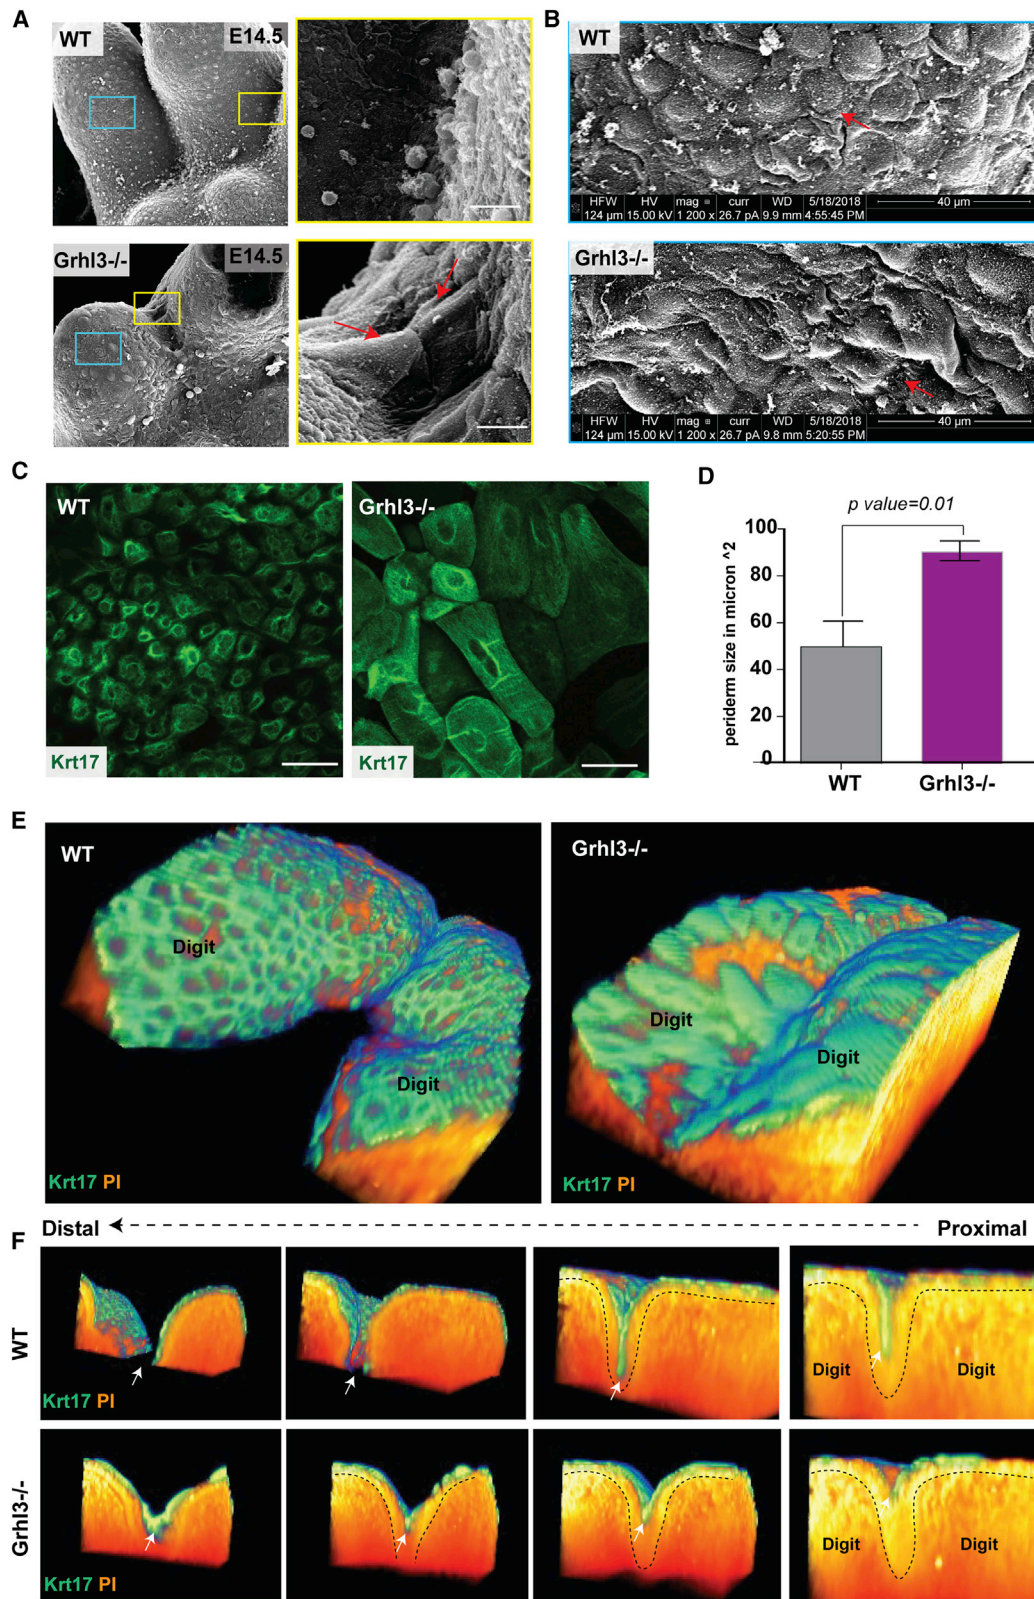 A
WT
E14.5
Grhl3-/-
E14.5
B
WT
HFW HV mag curr WD 5/18/2018 40 µm
124 µm 15.00 kV 1 200 x 26.7 pA 9.9 mm 4:55:45 PM
Grhl3-/-
HFW HV mag curr WD 5/18/2018 40 µm
124 µm 15.00 kV 1 200 x 26.7 pA 9.8 mm 5:20:55 PM
C
WT
Krt17
Grhl3-/-
Krt17
D
p value=0.01
periderm size in micron ^2
100
80
60
40
20
0
WT
Grhl3-/-
E
WT
Digit
Digit
Krt17 PI
Grhl3-/-
Digit
Digit
Krt17 PI
Distal
Proximal
F
WT
Krt17 PI
Digit
Digit
Grhl3-/-
Krt17 PI
Digit
Digit